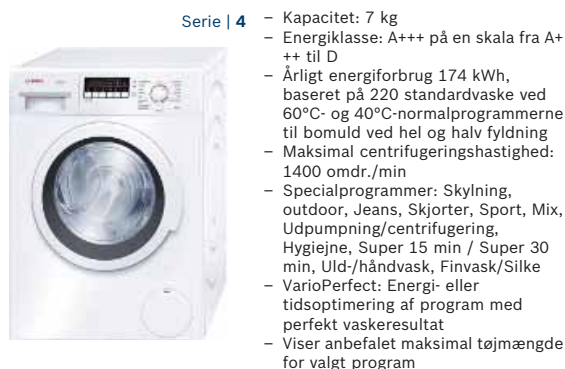 Serie | 4
– Kapacitet: 7 kg
– Energiklasse: A+++ på en skala fra A+
++ til D
– Årligt energiforbrug 174 kWh,
baseret på 220 standardvaske ved
60°C- og 40°C-normalprogrammerne
til bomuld ved hel og halv fyldning
– Maksimal centrifugeringshastighed:
1400 omdr./min
– Specialprogrammer: Skylning,
outdoor, Jeans, Skjorter, Sport, Mix,
Udpumpning/centrifugering,
Hygiejne, Super 15 min / Super 30
min, Uld-/håndvask, Finvask/Silke
– VarioPerfect: Energi- eller
tidsoptimering af program med
perfekt vaskeresultat
– Viser anbefalet maksimal tøjmængde
for valgt program
BOSCH